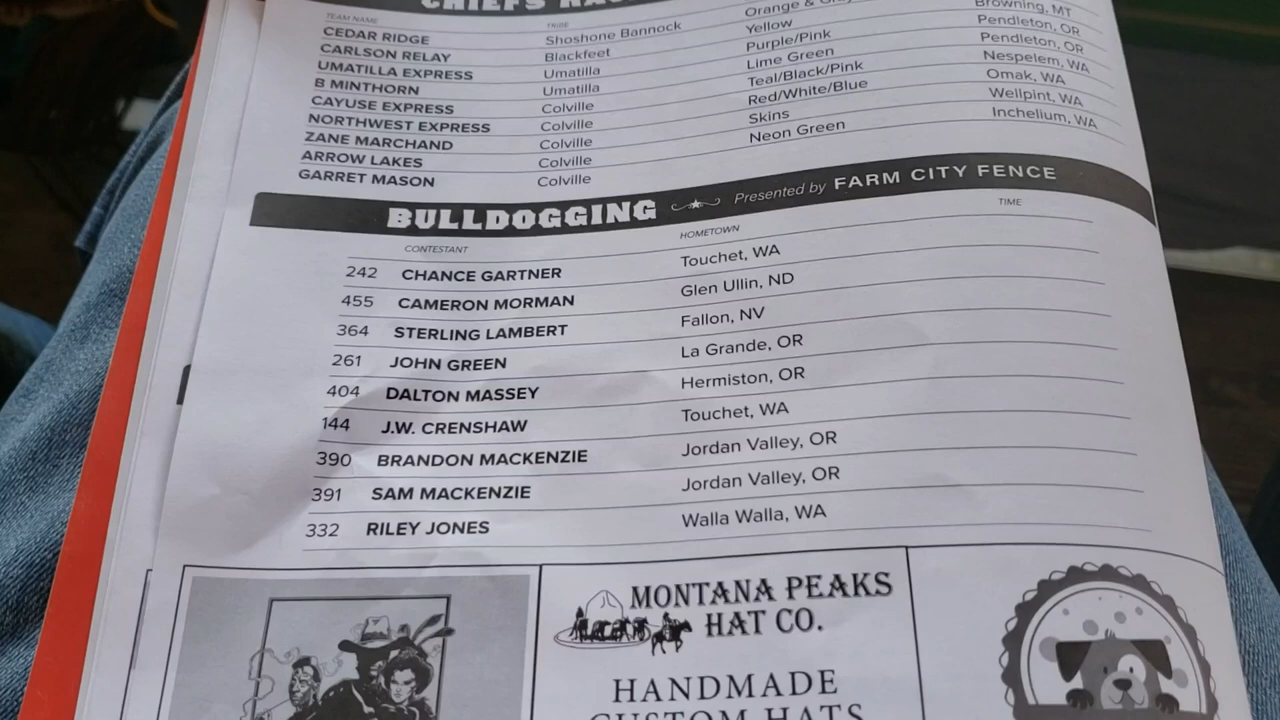 CHIEFS
TEAM NAME TRIBE
CEDAR RIDGE Shoshone Bannock
CARLSON RELAY Blackfeet Orange &
UMATILLA EXPRESS Umatilla Yellow Browning, MT
B MINTHORN Umatilla Purple/Pink Pendleton, OR
CAYUSE EXPRESS Colville Lime Green Pendleton, OR
NORTHWEST EXPRESS Colville Teal/Black/Pink Nespelem, WA
ZANE MARCHAND Colville Red/White/Blue Omak, WA
ARROW LAKES Colville Skins Wellpint, WA
GARRET MASON Colville Neon Green Inchelium, WA
BULLDOGGING Presented by FARM CITY FENCE
CONTESTANT HOMETOWN TIME
242 CHANCE GARTNER Touchet, WA
455 CAMERON MORMAN Glen Ullin, ND
364 STERLING LAMBERT Fallon, NV
261 JOHN GREEN La Grande, OR
404 DALTON MASSEY Hermiston, OR
144 J.W. CRENSHAW Touchet, WA
390 BRANDON MACKENZIE Jordan Valley, OR
391 SAM MACKENZIE Jordan Valley, OR
332 RILEY JONES Walla Walla, WA
MONTANA PEAKS
HAT CO.
HANDMADE
CUSTOM HATS